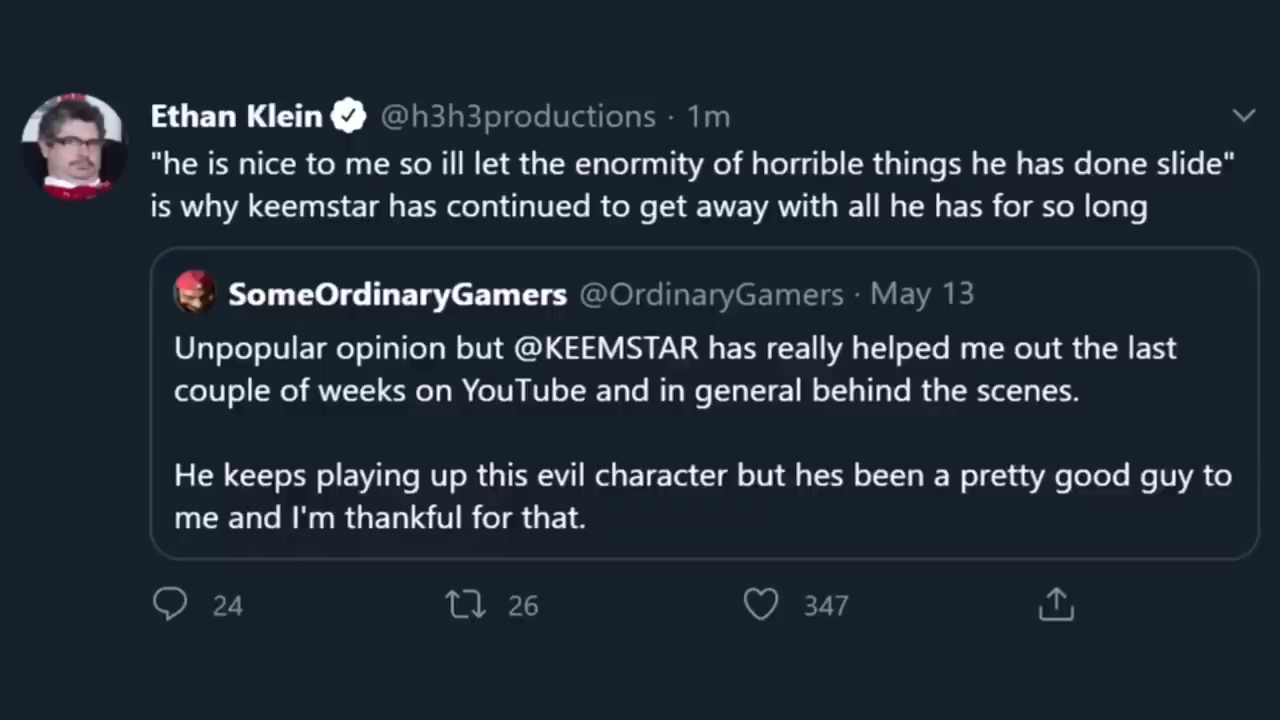 Ethan Klein @h3h3productions · 1m
"he is nice to me so ill let the enormity of horrible things he has done slide"
is why keemstar has continued to get away with all he has for so long
SomeOrdinaryGamers @OrdinaryGamers · May 13
Unpopular opinion but @KEEMSTAR has really helped me out the last
couple of weeks on YouTube and in general behind the scenes.
He keeps playing up this evil character but hes been a pretty good guy to
me and I'm thankful for that.
24 26 347